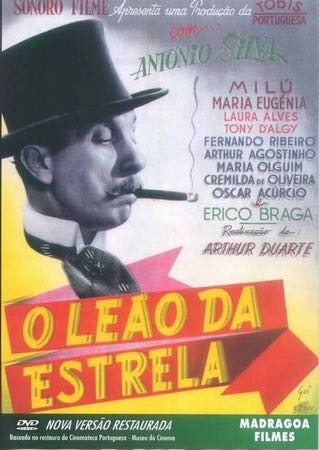 SONORO FILME
Apresenta uma Produção da
TOBIS
PORTUGUESA
com...
ANTÓNIO SILVA
MILÚ
MARIA EUGÉNIA
LAURA ALVES
TONY D'ALGY
FERNANDO RIBEIRO
ARTHUR AGOSTINHO
MARIA OLGUIM
CREMILDA DE OLIVEIRA
OSCAR ACÚRCIO
e
ERICO BRAGA
Realização de:
ARTHUR DUARTE
O LEÃO DA
ESTRELA
DVD NOVA VERSÃO RESTAURADA
Baseada no restauro da Cinemateca Portuguesa - Museu do Cinema
MADRAGOA
FILMES